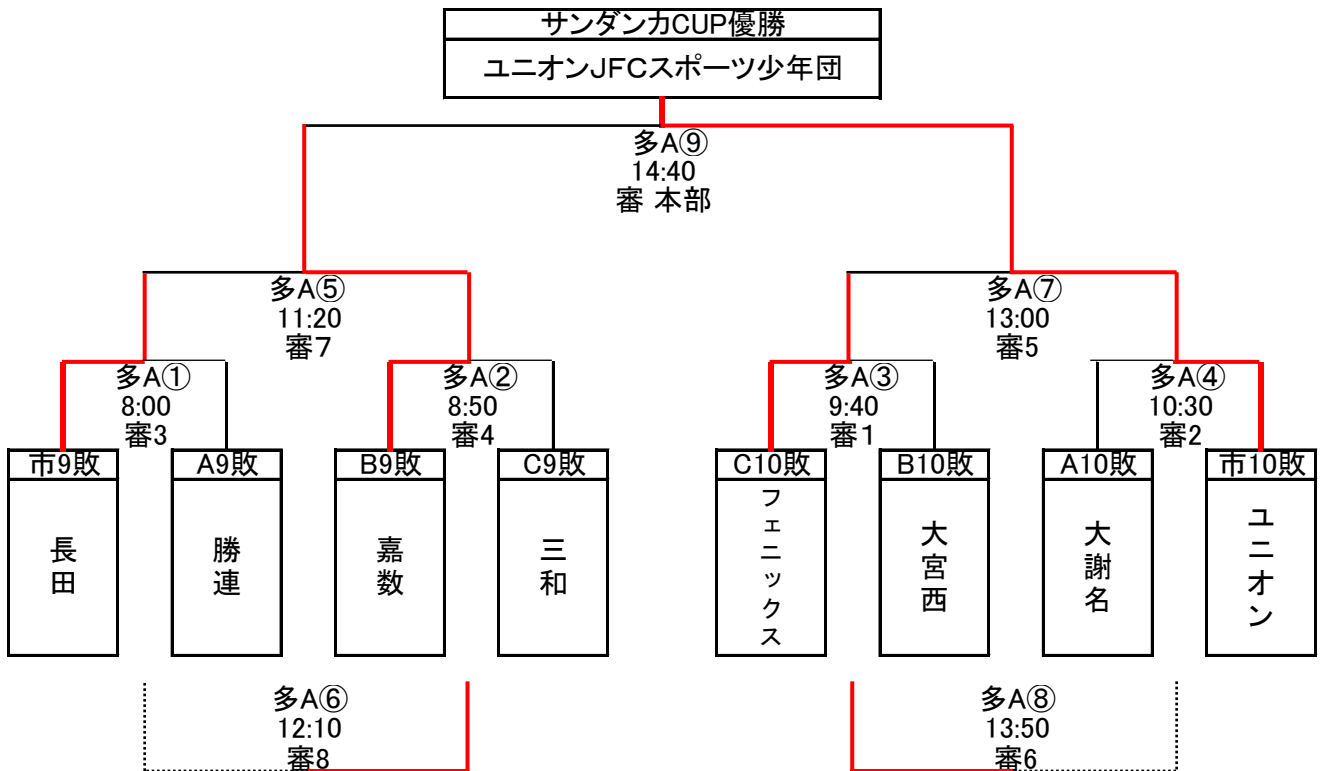 サンダンカCUP優勝
ユニオンJFCスポーツ少年団
多A⑨
14:40
審 本部
多A⑤
11:20
審7
多A⑦
13:00
審5
多A①
8:00
審3
多A②
8:50
審4
多A③
9:40
審1
多A④
10:30
審2
市9敗
A9敗
B9敗
C9敗
C10敗
B10敗
A10敗
市10敗
長田
勝連
嘉数
三和
フェニックス
大宮西
大謝名
ユニオン
多A⑥
12:10
審8
多A⑧
13:50
審6